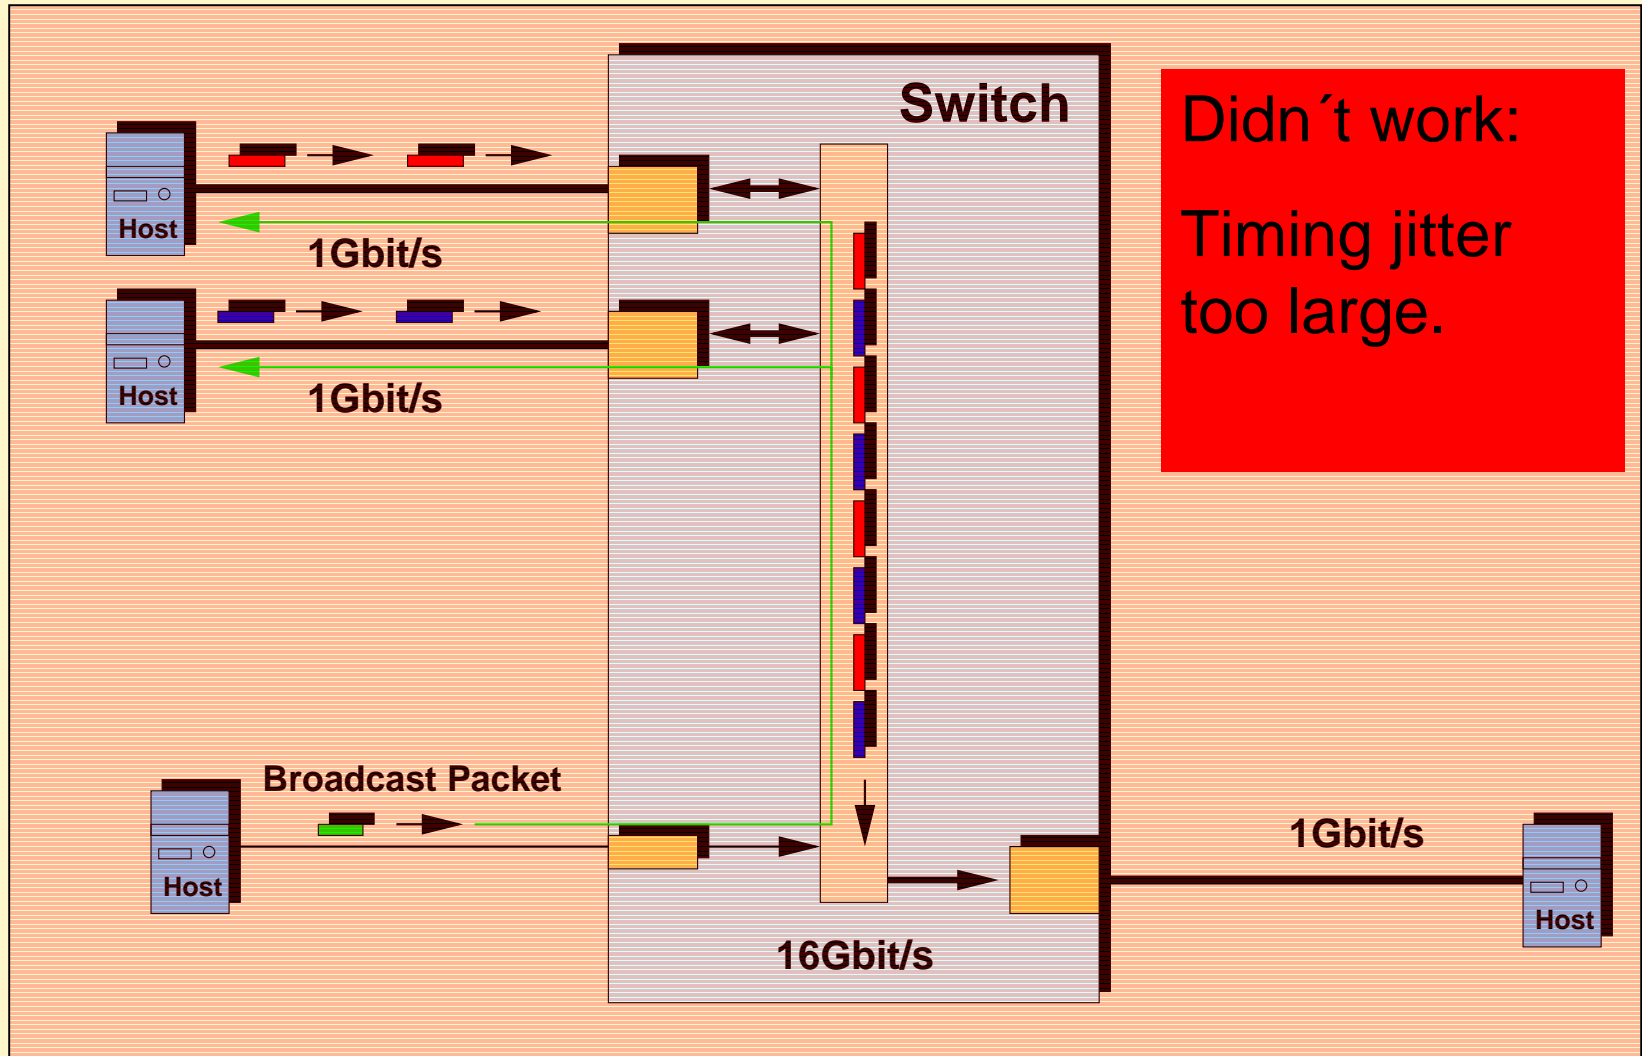 Switch
Didn´t work:
Timing jitter
too large.
Host
1Gbit/s
Host
1Gbit/s
Broadcast Packet
Host
1Gbit/s
Host
16Gbit/s